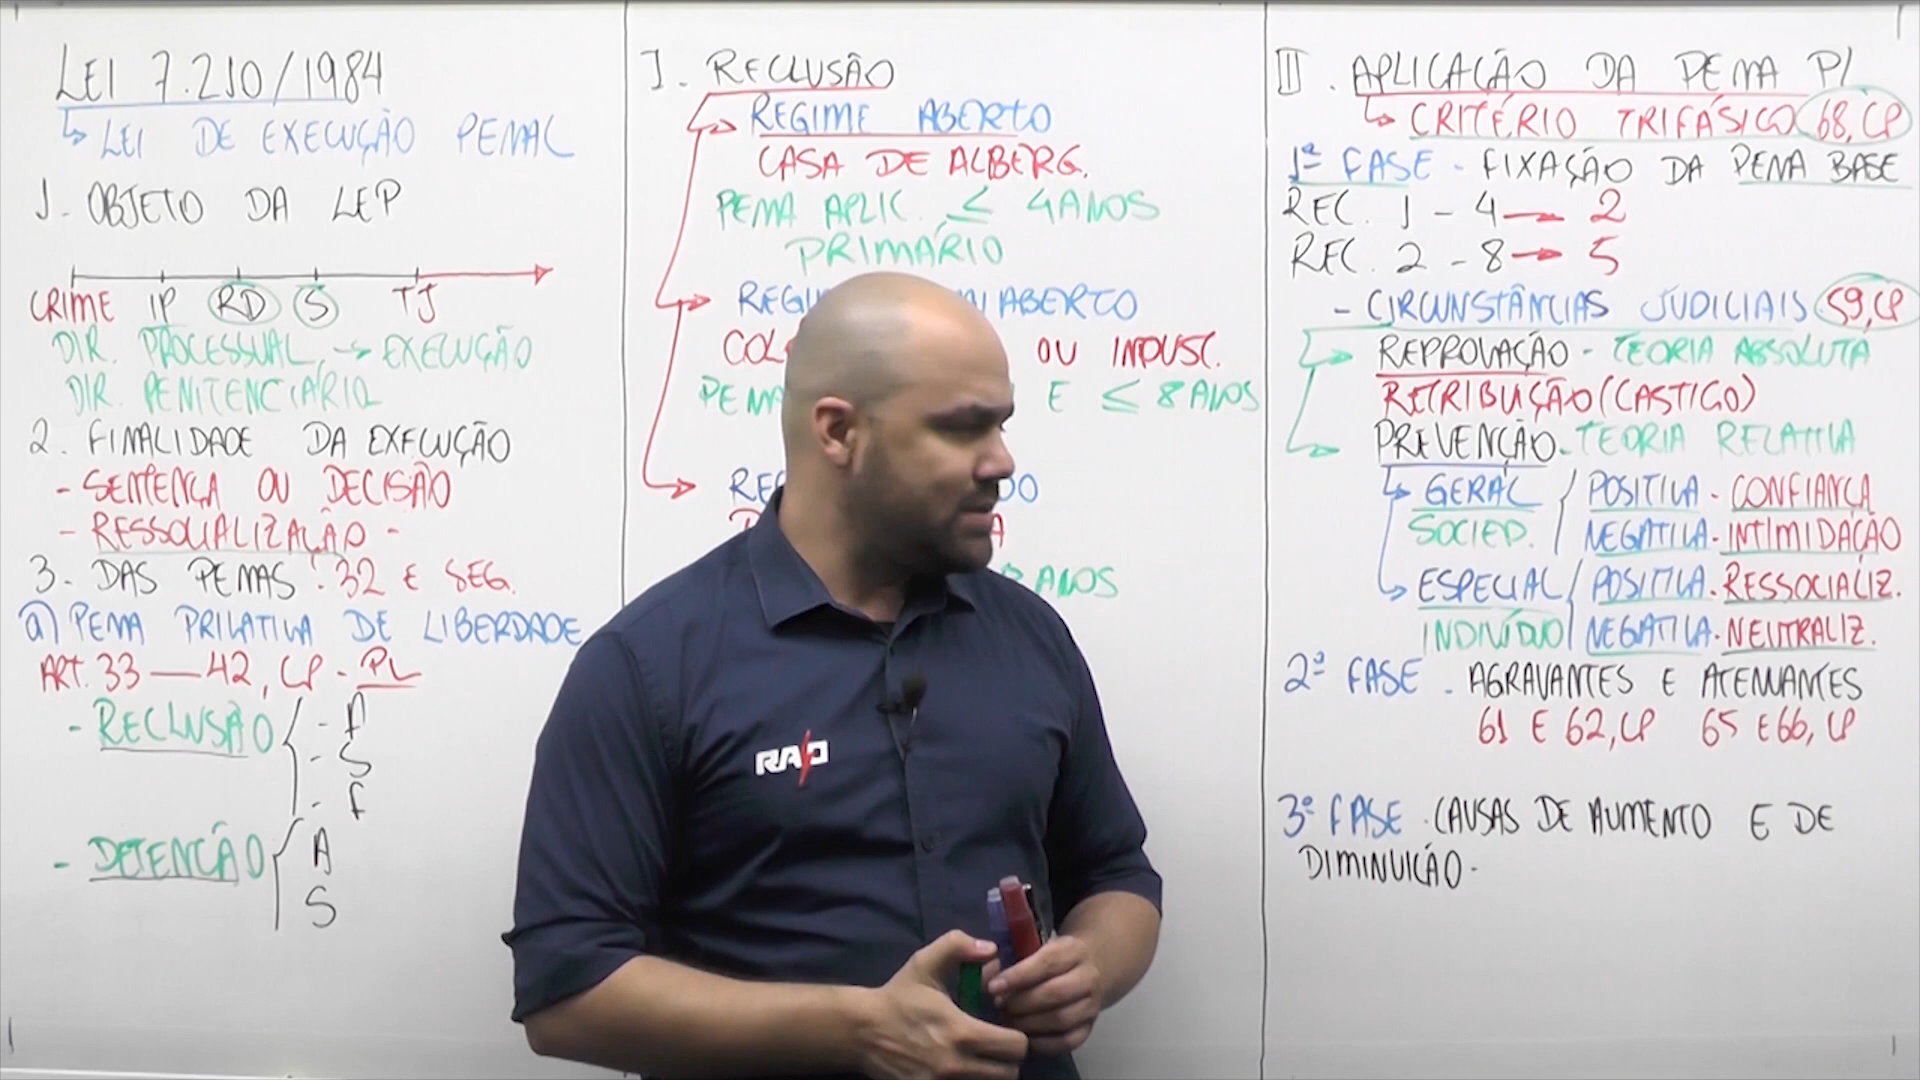 LEI 7.210/1984
↳ LEI DE EXECUÇÃO PENAL
1. OBJETO DA LEP
CRIME IP RD S TJ
DIR. PROCESSUAL → EXECUÇÃO
DIR. PENITENCIÁRIO
2. FINALIDADE DA EXECUÇÃO
- SENTENÇA OU DECISÃO
- RESSOCIALIZAÇÃO -
3. DAS PENAS: 32 E SEG.
a) PENA PRIVATIVA DE LIBERDADE
ART. 33 — 42, CP - PL
- RECLUSÃO { - A
- S
- F
- DETENÇÃO { A
S
I. RECLUSÃO
REGIME ABERTO
CASA DE ALBERG.
PENA APLIC. ≤ 4 ANOS
PRIMÁRIO
ABERTO
OU INDUST.
PENA E ≤ 8 ANOS
ANOS
RAIO
II. APLICAÇÃO DA PENA P/
↳ CRITÉRIO TRIFÁSICO 68, CP
1ª FASE - FIXAÇÃO DA PENA BASE
REC. 1 - 4 → 2
REC. 2 - 8 → 5
- CIRCUNSTÂNCIAS JUDICIAIS 59, CP
REPROVAÇÃO - TEORIA ABSOLUTA
RETRIBUIÇÃO (CASTIGO)
PREVENÇÃO - TEORIA RELATIVA
GERAL / POSITIVA - CONFIANÇA
SOCIED. / NEGATIVA - INTIMIDAÇÃO
ESPECIAL / POSITIVA - RESSOCIALIZ.
INDIVÍDUO / NEGATIVA - NEUTRALIZ.
2ª FASE - AGRAVANTES E ATENUANTES
61 E 62, CP 65 E 66, CP
3ª FASE - CAUSAS DE AUMENTO E DE
DIMINUIÇÃO -